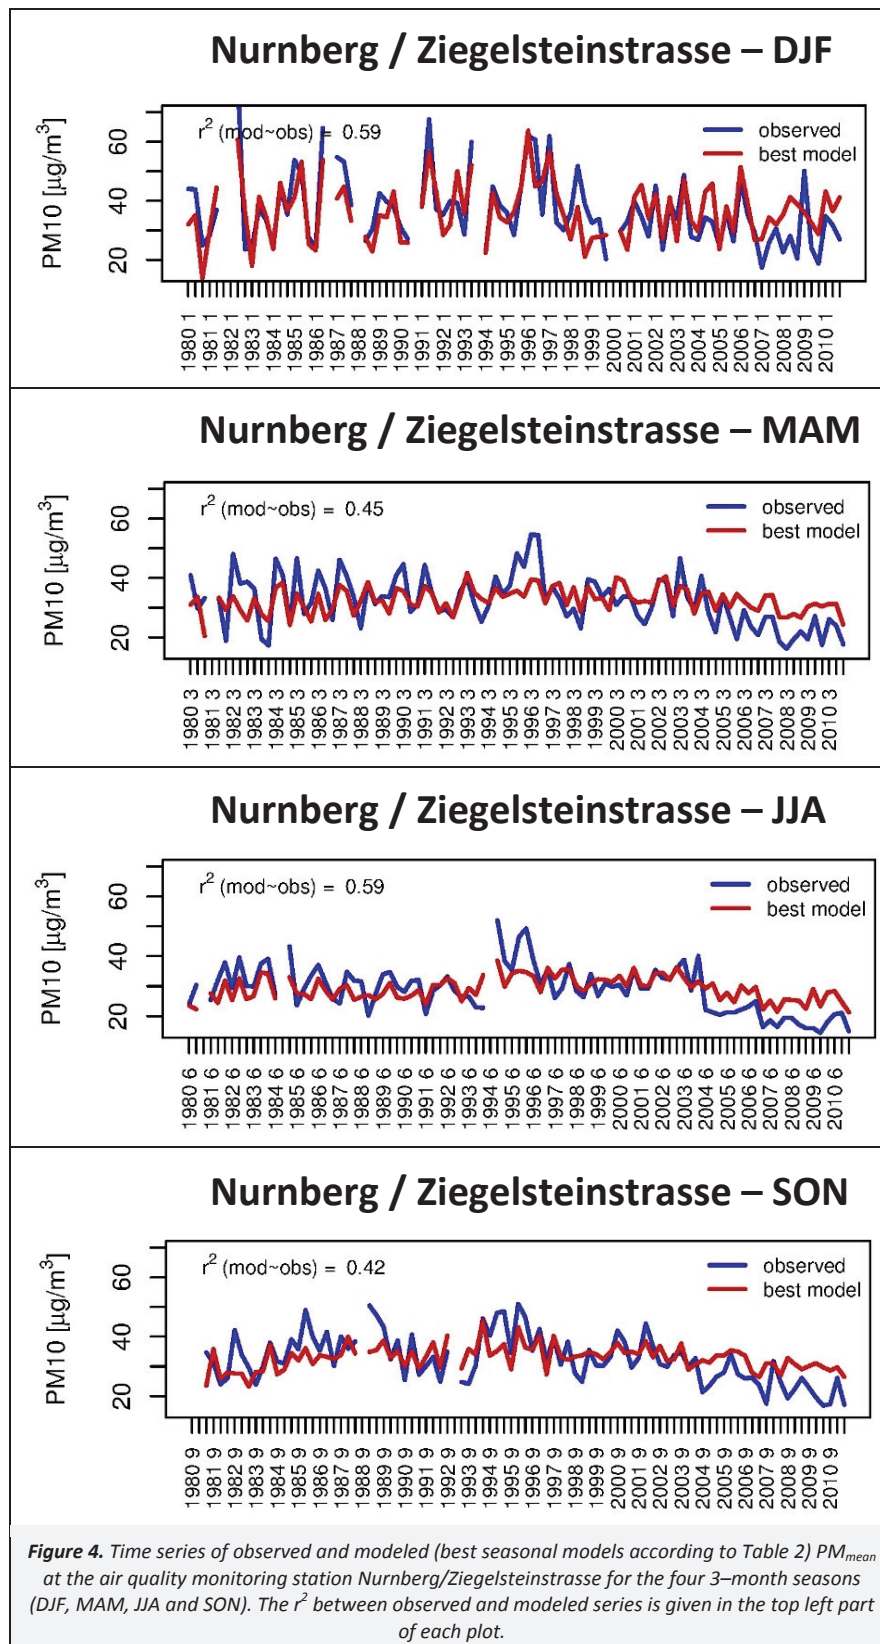 Nurnberg / Ziegelsteinstrasse – DJF
PM10 [µg/m³]
20 40 60
r² (mod~obs) = 0.59
observed
best model
1980 1 1981 1 1982 1 1983 1 1984 1 1985 1 1986 1 1987 1 1988 1 1989 1 1990 1 1991 1 1992 1 1993 1 1994 1 1995 1 1996 1 1997 1 1998 1 1999 1 2000 1 2001 1 2002 1 2003 1 2004 1 2005 1 2006 1 2007 1 2008 1 2009 1 2010 1
Nurnberg / Ziegelsteinstrasse – MAM
PM10 [µg/m³]
20 40 60
r² (mod~obs) = 0.45
observed
best model
1980 3 1981 3 1982 3 1983 3 1984 3 1985 3 1986 3 1987 3 1988 3 1989 3 1990 3 1991 3 1992 3 1993 3 1994 3 1995 3 1996 3 1997 3 1998 3 1999 3 2000 3 2001 3 2002 3 2003 3 2004 3 2005 3 2006 3 2007 3 2008 3 2009 3 2010 3
Nurnberg / Ziegelsteinstrasse – JJA
PM10 [µg/m³]
20 40 60
r² (mod~obs) = 0.59
observed
best model
1980 6 1981 6 1982 6 1983 6 1984 6 1985 6 1986 6 1987 6 1988 6 1989 6 1990 6 1991 6 1992 6 1993 6 1994 6 1995 6 1996 6 1997 6 1998 6 1999 6 2000 6 2001 6 2002 6 2003 6 2004 6 2005 6 2006 6 2007 6 2008 6 2009 6 2010 6
Nurnberg / Ziegelsteinstrasse – SON
PM10 [µg/m³]
20 40 60
r² (mod~obs) = 0.42
observed
best model
1980 9 1981 9 1982 9 1983 9 1984 9 1985 9 1986 9 1987 9 1988 9 1989 9 1990 9 1991 9 1992 9 1993 9 1994 9 1995 9 1996 9 1997 9 1998 9 1999 9 2000 9 2001 9 2002 9 2003 9 2004 9 2005 9 2006 9 2007 9 2008 9 2009 9 2010 9
Figure 4. Time series of observed and modeled (best seasonal models according to Table 2) PMmean
at the air quality monitoring station Nurnberg/Ziegelsteinstrasse for the four 3–month seasons
(DJF, MAM, JJA and SON). The r² between observed and modeled series is given in the top left part
of each plot.